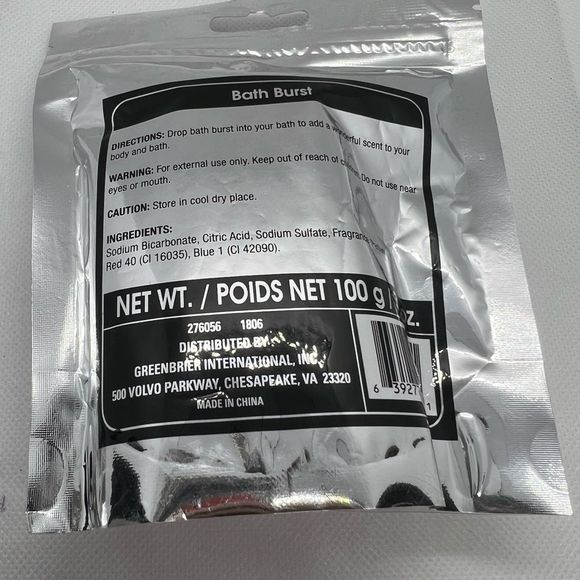 Bath Burst
DIRECTIONS: Drop bath burst into your bath to add a wonderful scent to your
body and bath.
WARNING: For external use only. Keep out of reach of children. Do not use near
eyes or mouth.
CAUTION: Store in cool dry place.
INGREDIENTS:
Sodium Bicarbonate, Citric Acid, Sodium Sulfate, Fragrance
Red 40 (CI 16035), Blue 1 (CI 42090).
NET WT. / POIDS NET 100 g / OZ.
276056 1806
DISTRIBUTED BY
GREENBRIER INTERNATIONAL, INC.
500 VOLVO PARKWAY, CHESAPEAKE, VA 23320
MADE IN CHINA
6 39277 1